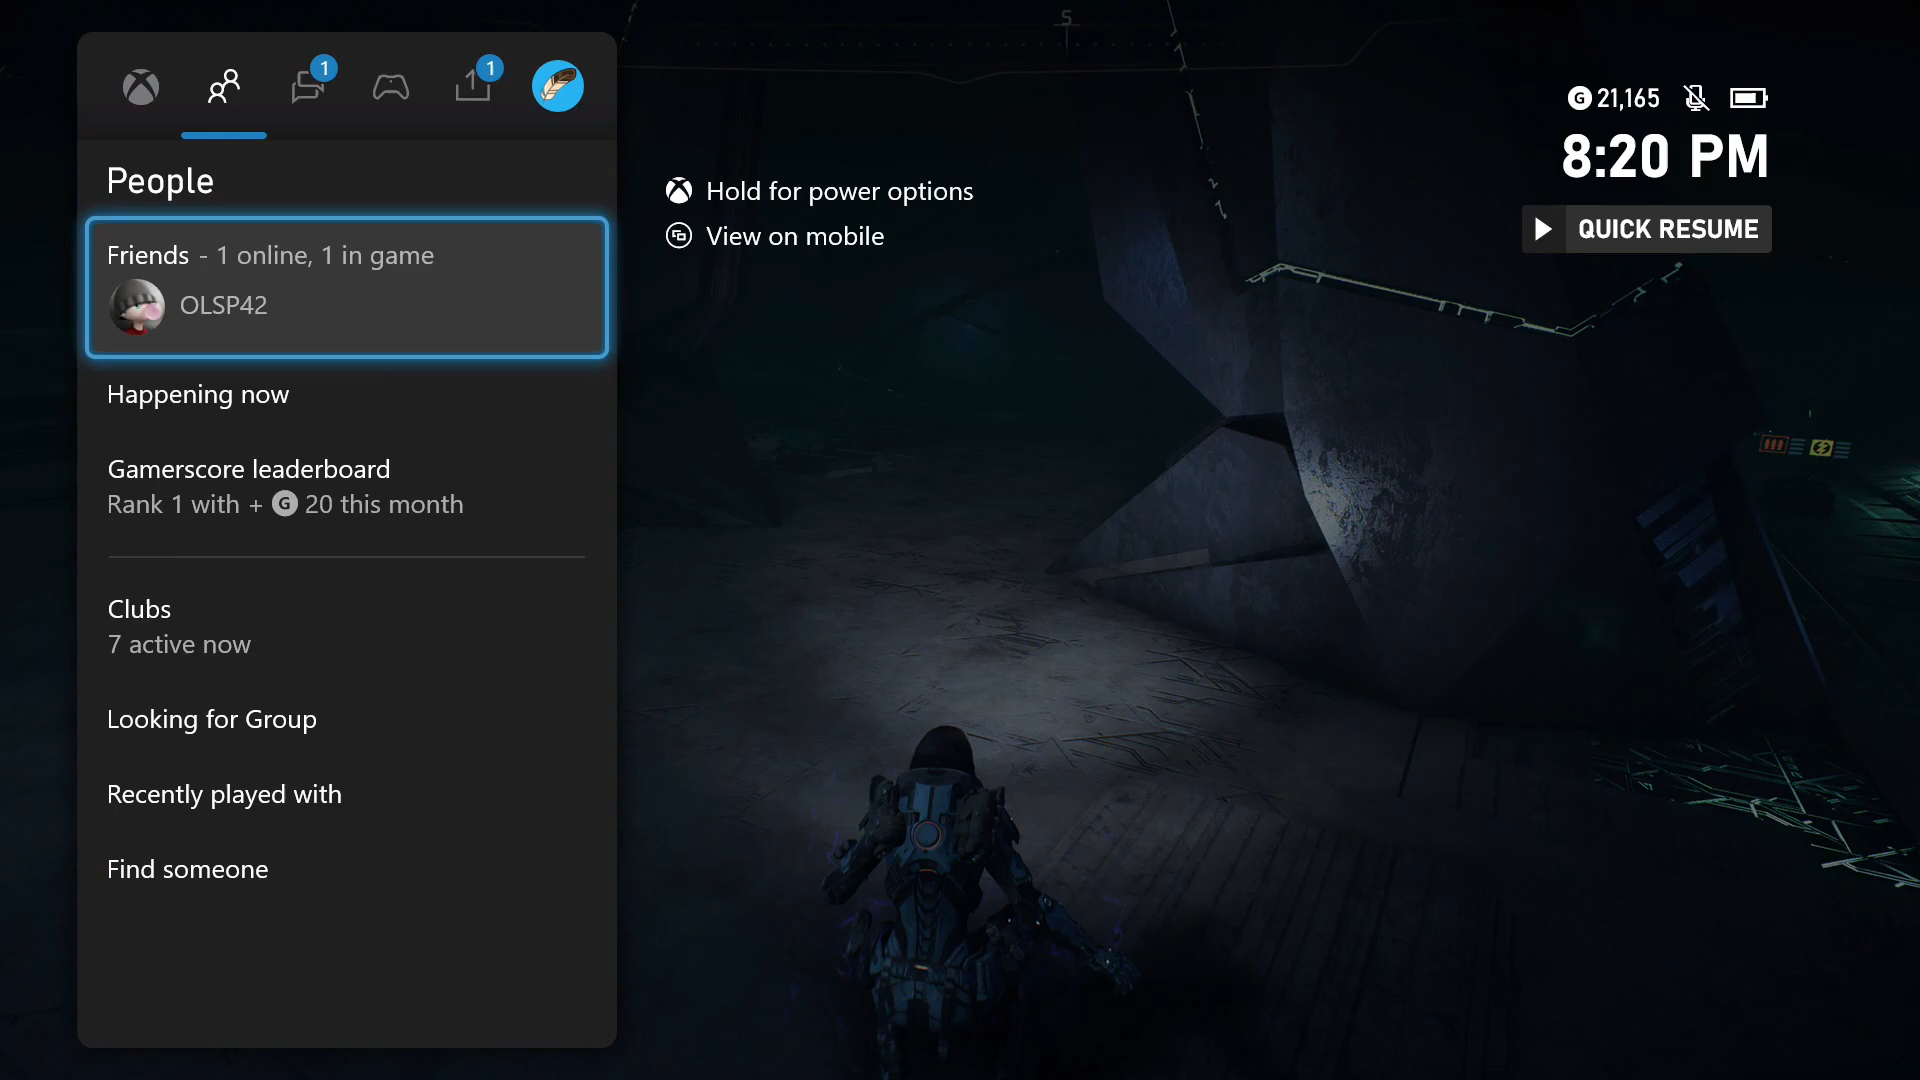 1
1
People
Friends - 1 online, 1 in game
OLSP42
Happening now
Gamerscore leaderboard
Rank 1 with + G 20 this month
Clubs
7 active now
Looking for Group
Recently played with
Find someone
Hold for power options
View on mobile
S
G 21,165
8:20 PM
QUICK RESUME